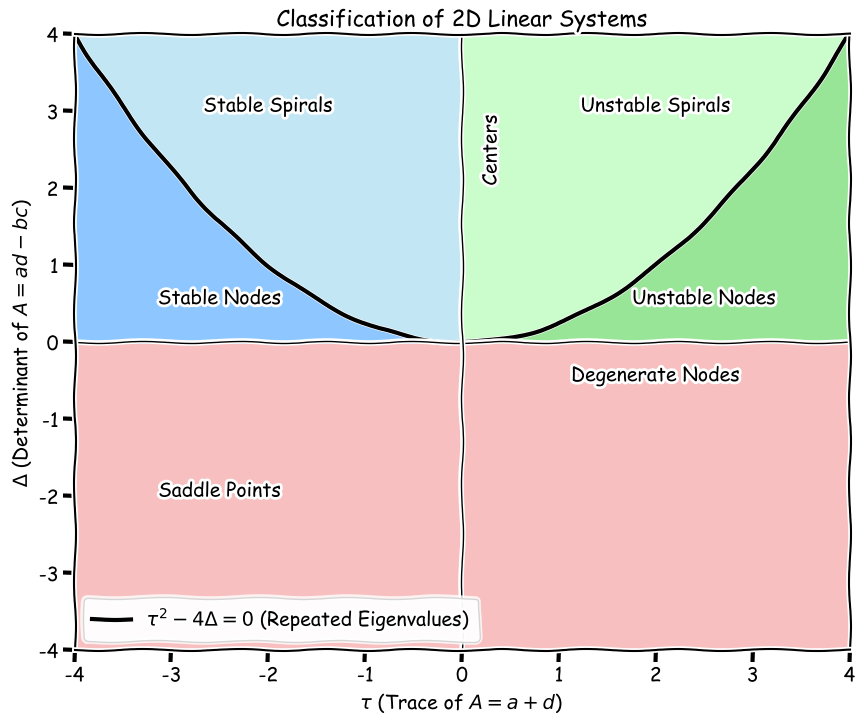 Classification of 2D Linear Systems
4
3
2
1
0
-1
-2
-3
-4
Δ (Determinant of A = ad − bc)
Stable Spirals
Unstable Spirals
Centers
Stable Nodes
Unstable Nodes
Degenerate Nodes
Saddle Points
τ² − 4Δ = 0 (Repeated Eigenvalues)
-4 -3 -2 -1 0 1 2 3 4
τ (Trace of A = a + d)